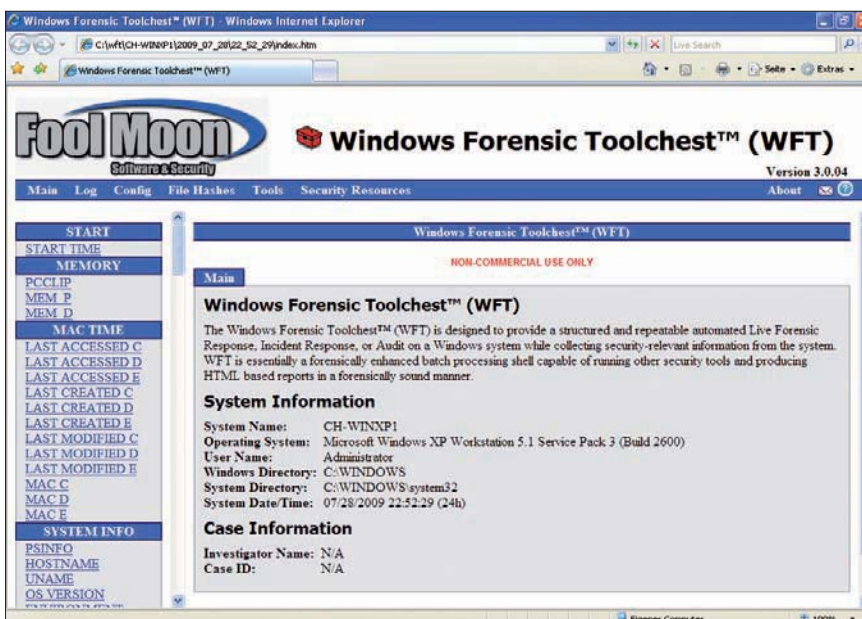 Windows Forensic Toolchest™ (WFT) - Windows Internet Explorer
C:\wft\CH-WINXP1\2009_07_28\22_52_29\index.htm
Live Search
Windows Forensic Toolchest™ (WFT)
Seite
Extras
Fool Moon
Software & Security
Windows Forensic Toolchest™ (WFT)
Version 3.0.04
Main Log Config File Hashes Tools Security Resources About
START
START TIME
MEMORY
PCCLIP
MEM P
MEM D
MAC TIME
LAST ACCESSED C
LAST ACCESSED D
LAST ACCESSED E
LAST CREATED C
LAST CREATED D
LAST CREATED E
LAST MODIFIED C
LAST MODIFIED D
LAST MODIFIED E
MAC C
MAC D
MAC E
SYSTEM INFO
PSINFO
HOSTNAME
UNAME
OS VERSION
Windows Forensic Toolchest™ (WFT)
NON-COMMERCIAL USE ONLY
Main
Windows Forensic Toolchest™ (WFT)
The Windows Forensic Toolchest™ (WFT) is designed to provide a structured and repeatable automated Live Forensic
Response, Incident Response, or Audit on a Windows system while collecting security-relevant information from the system.
WFT is essentially a forensically enhanced batch processing shell capable of running other security tools and producing
HTML based reports in a forensically sound manner.
System Information
System Name: CH-WINXP1
Operating System: Microsoft Windows XP Workstation 5.1 Service Pack 3 (Build 2600)
User Name: Administrator
Windows Directory: C:\WINDOWS
System Directory: C:\WINDOWS\system32
System Date/Time: 07/28/2009 22:52:29 (24h)
Case Information
Investigator Name: N/A
Case ID: N/A